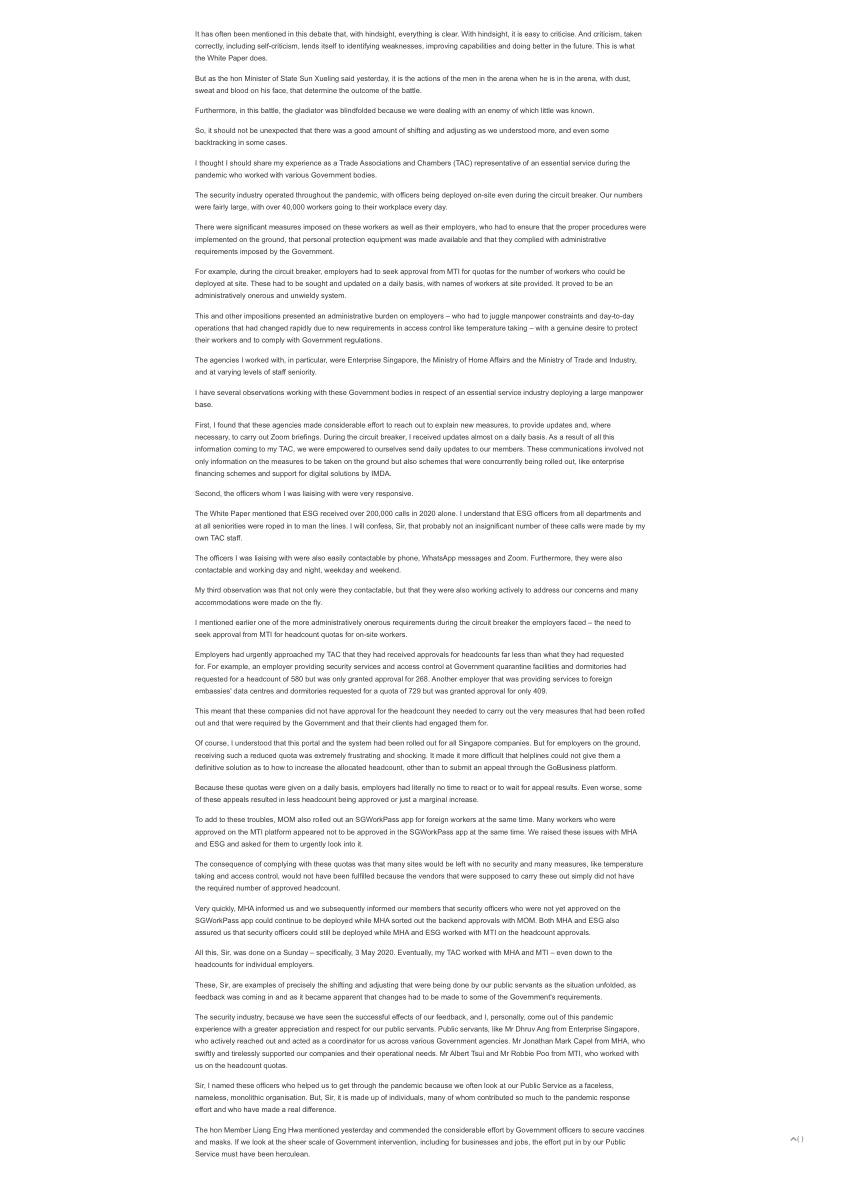 It has often been mentioned in this debate that, with hindsight, everything is clear. With hindsight, it is easy to criticise. And criticism, taken
correctly, including self-criticism, lends itself to identifying weaknesses, improving capabilities and doing better in the future. This is what
the White Paper does.
But as the hon Minister of State Sun Xueling said yesterday, it is the actions of the men in the arena when he is in the arena, with dust,
sweat and blood on his face, that determine the outcome of the battle.
Furthermore, in this battle, the gladiator was blindfolded because we were dealing with an enemy of which little was known.
So, it should not be unexpected that there was a good amount of shifting and adjusting as we understood more, and even some
backtracking in some cases.
I thought I should share my experience as a Trade Associations and Chambers (TAC) representative of an essential service during the
pandemic who worked with various Government bodies.
The security industry operated throughout the pandemic, with officers being deployed on-site even during the circuit breaker. Our numbers
were fairly large, with over 40,000 workers going to their workplace every day.
There were significant measures imposed on these workers as well as their employers, who had to ensure that the proper procedures were
implemented on the ground, that personal protection equipment was made available and that they complied with administrative
requirements imposed by the Government.
For example, during the circuit breaker, employers had to seek approval from MTI for quotas for the number of workers who could be
deployed at site. These had to be sought and updated on a daily basis, with names of workers at site provided. It proved to be an
administratively onerous and unwieldy system.
This and other impositions presented an administrative burden on employers – who had to juggle manpower constraints and day-to-day
operations that had changed rapidly due to new requirements in access control like temperature taking – with a genuine desire to protect
their workers and to comply with Government regulations.
The agencies I worked with, in particular, were Enterprise Singapore, the Ministry of Home Affairs and the Ministry of Trade and Industry,
and at varying levels of staff seniority.
I have several observations working with these Government bodies in respect of an essential service industry deploying a large manpower
base.
First, I found that these agencies made considerable effort to reach out to explain new measures, to provide updates and, where
necessary, to carry out Zoom briefings. During the circuit breaker, I received updates almost on a daily basis. As a result of all this
information coming to my TAC, we were empowered to ourselves send daily updates to our members. These communications involved not
only information on the measures to be taken on the ground but also schemes that were concurrently being rolled out, like enterprise
financing schemes and support for digital solutions by IMDA.
Second, the officers whom I was liaising with were very responsive.
The White Paper mentioned that ESG received over 200,000 calls in 2020 alone. I understand that ESG officers from all departments and
at all seniorities were roped in to man the lines. I will confess, Sir, that probably not an insignificant number of these calls were made by my
own TAC staff.
The officers I was liaising with were also easily contactable by phone, WhatsApp messages and Zoom. Furthermore, they were also
contactable and working day and night, weekday and weekend.
My third observation was that not only were they contactable, but that they were also working actively to address our concerns and many
accommodations were made on the fly.
I mentioned earlier one of the more administratively onerous requirements during the circuit breaker the employers faced – the need to
seek approval from MTI for headcount quotas for on-site workers.
Employers had urgently approached my TAC that they had received approvals for headcounts far less than what they had requested
for. For example, an employer providing security services and access control at Government quarantine facilities and dormitories had
requested for a headcount of 580 but was only granted approval for 268. Another employer that was providing services to foreign
embassies' data centres and dormitories requested for a quota of 729 but was granted approval for only 409.
This meant that these companies did not have approval for the headcount they needed to carry out the very measures that had been rolled
out and that were required by the Government and that their clients had engaged them for.
Of course, I understood that this portal and the system had been rolled out for all Singapore companies. But for employers on the ground,
receiving such a reduced quota was extremely frustrating and shocking. It made it more difficult that helplines could not give them a
definitive solution as to how to increase the allocated headcount, other than to submit an appeal through the GoBusiness platform.
Because these quotas were given on a daily basis, employers had literally no time to react or to wait for appeal results. Even worse, some
of these appeals resulted in less headcount being approved or just a marginal increase.
To add to these troubles, MOM also rolled out an SGWorkPass app for foreign workers at the same time. Many workers who were
approved on the MTI platform appeared not to be approved in the SGWorkPass app at the same time. We raised these issues with MHA
and ESG and asked for them to urgently look into it.
The consequence of complying with these quotas was that many sites would be left with no security and many measures, like temperature
taking and access control, would not have been fulfilled because the vendors that were supposed to carry these out simply did not have
the required number of approved headcount.
Very quickly, MHA informed us and we subsequently informed our members that security officers who were not yet approved on the
SGWorkPass app could continue to be deployed while MHA sorted out the backend approvals with MOM. Both MHA and ESG also
assured us that security officers could still be deployed while MHA and ESG worked with MTI on the headcount approvals.
All this, Sir, was done on a Sunday – specifically, 3 May 2020. Eventually, my TAC worked with MHA and MTI – even down to the
headcounts for individual employers.
These, Sir, are examples of precisely the shifting and adjusting that were being done by our public servants as the situation unfolded, as
feedback was coming in and as it became apparent that changes had to be made to some of the Government's requirements.
The security industry, because we have seen the successful effects of our feedback, and I, personally, come out of this pandemic
experience with a greater appreciation and respect for our public servants. Public servants, like Mr Dhruv Ang from Enterprise Singapore,
who actively reached out and acted as a coordinator for us across various Government agencies. Mr Jonathan Mark Capel from MHA, who
swiftly and tirelessly supported our companies and their operational needs. Mr Albert Tsui and Mr Robbie Poo from MTI, who worked with
us on the headcount quotas.
Sir, I named these officers who helped us to get through the pandemic because we often look at our Public Service as a faceless,
nameless, monolithic organisation. But, Sir, it is made up of individuals, many of whom contributed so much to the pandemic response
effort and who have made a real difference.
The hon Member Liang Eng Hwa mentioned yesterday and commended the considerable effort by Government officers to secure vaccines
and masks. If we look at the sheer scale of Government intervention, including for businesses and jobs, the effort put in by our Public
Service must have been herculean.